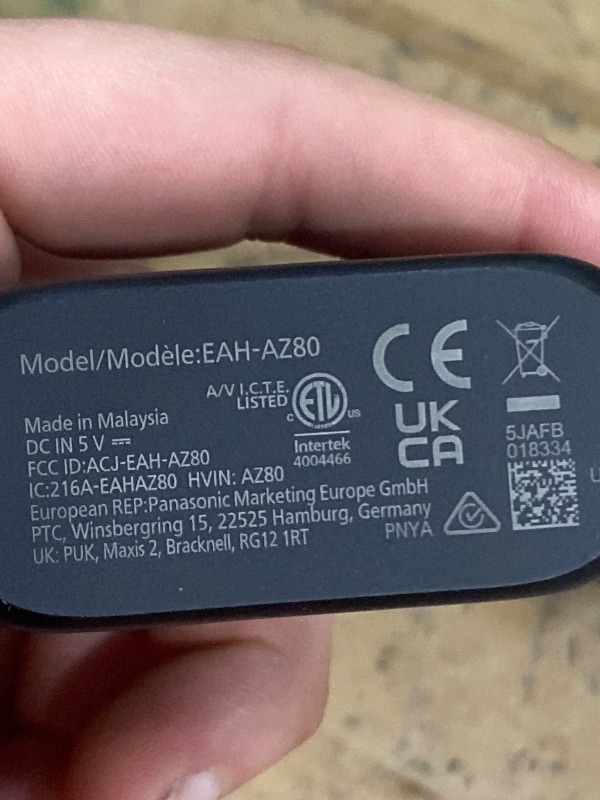 Model/Modèle:EAH-AZ80
A/V I.C.T.E.
LISTED
c ETL us
Intertek
4004466
CE
UK
CA
Made in Malaysia
DC IN 5 V ⎓
FCC ID:ACJ-EAH-AZ80
IC:216A-EAHAZ80 HVIN: AZ80
European REP:Panasonic Marketing Europe GmbH
PTC, Winsbergring 15, 22525 Hamburg, Germany
UK: PUK, Maxis 2, Bracknell, RG12 1RT
PNYA
5JAFB
018334
U